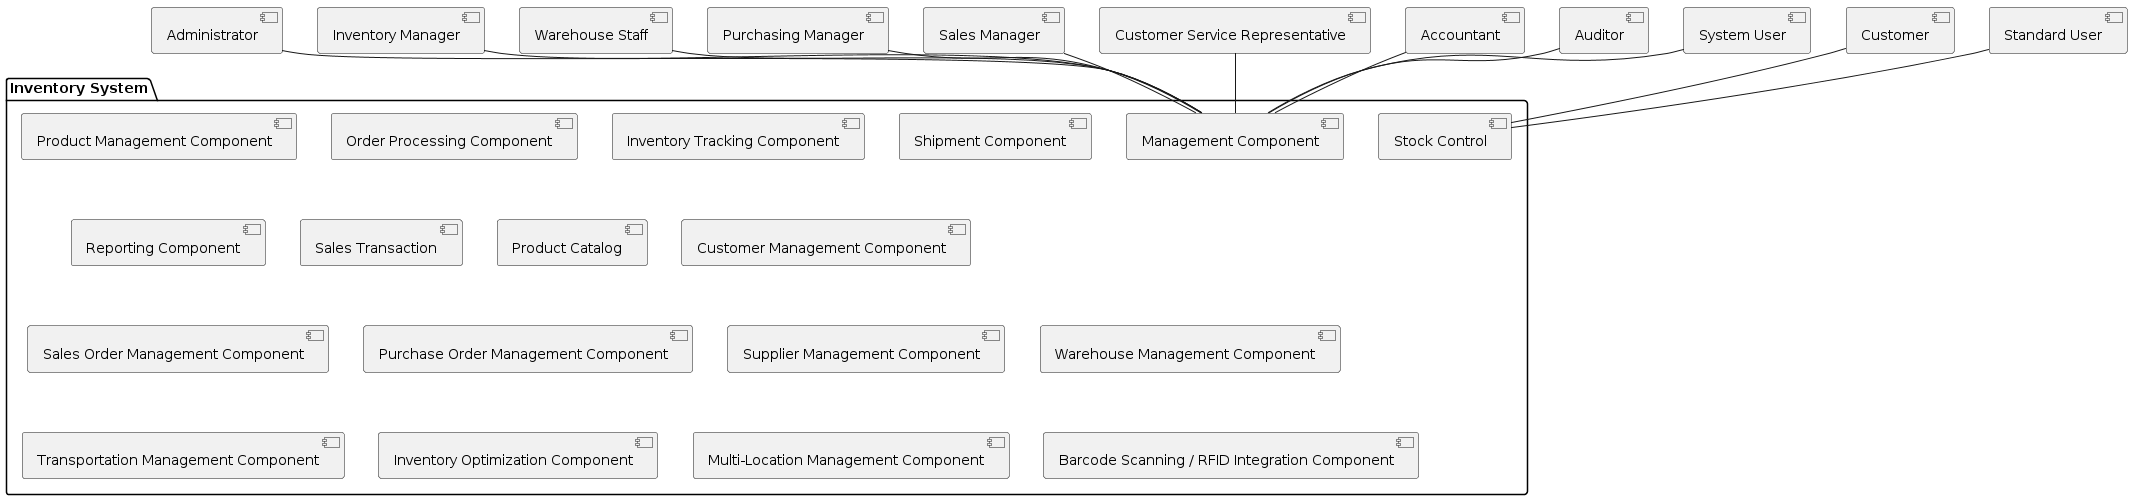 Administrator
Inventory Manager
Warehouse Staff
Purchasing Manager
Sales Manager
Customer Service Representative
Accountant
Auditor
System User
Customer
Standard User
Inventory System
Product Management Component
Order Processing Component
Inventory Tracking Component
Shipment Component
Management Component
Stock Control
Reporting Component
Sales Transaction
Product Catalog
Customer Management Component
Sales Order Management Component
Purchase Order Management Component
Supplier Management Component
Warehouse Management Component
Transportation Management Component
Inventory Optimization Component
Multi-Location Management Component
Barcode Scanning / RFID Integration Component